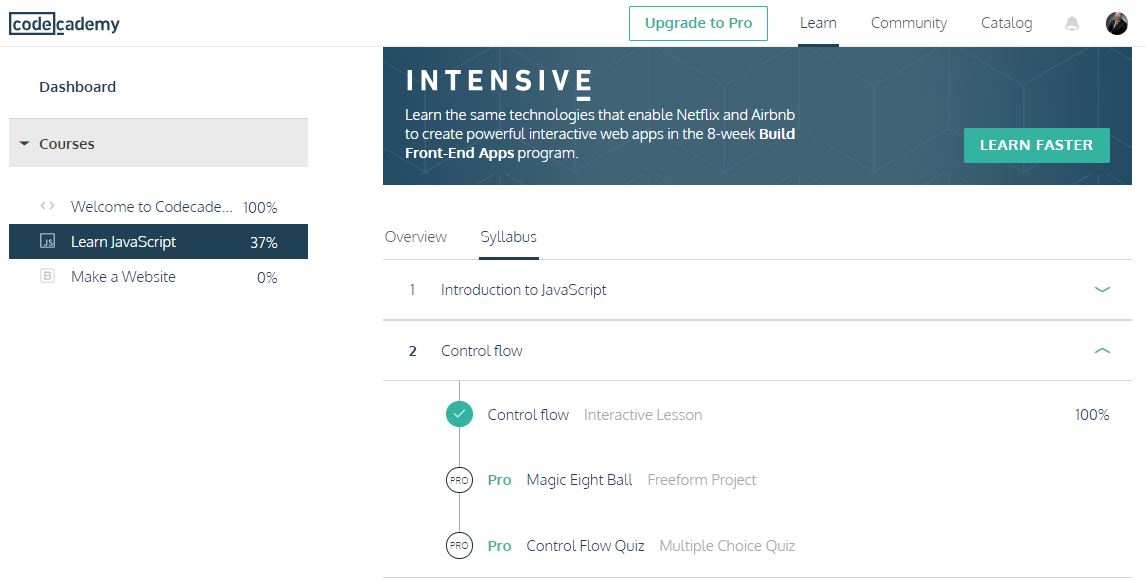 codecademy
Upgrade to Pro
Learn
Community
Catalog
Dashboard
Courses
Welcome to Codecade... 100%
JS Learn JavaScript 37%
B Make a Website 0%
INTENSIVE
Learn the same technologies that enable Netflix and Airbnb
to create powerful interactive web apps in the 8-week Build
Front-End Apps program.
LEARN FASTER
Overview
Syllabus
1 Introduction to JavaScript
2 Control flow
Control flow Interactive Lesson 100%
PRO Pro Magic Eight Ball Freeform Project
PRO Pro Control Flow Quiz Multiple Choice Quiz